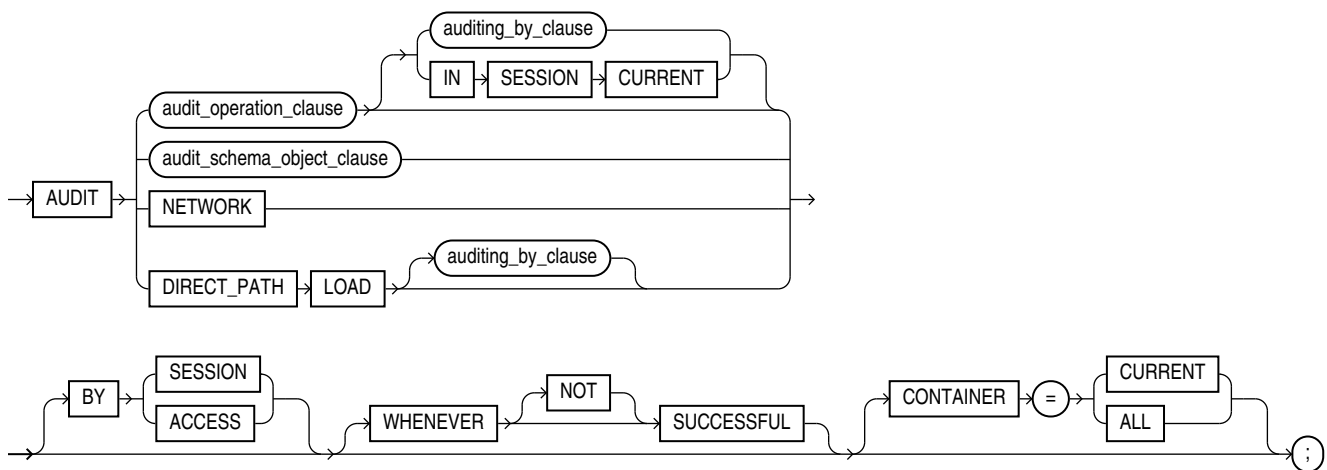 auditing_by_clause
IN SESSION CURRENT
audit_operation_clause
audit_schema_object_clause
AUDIT
NETWORK
auditing_by_clause
DIRECT_PATH LOAD
SESSION
BY
ACCESS
NOT
WHENEVER SUCCESSFUL
CURRENT
CONTAINER =
ALL
;